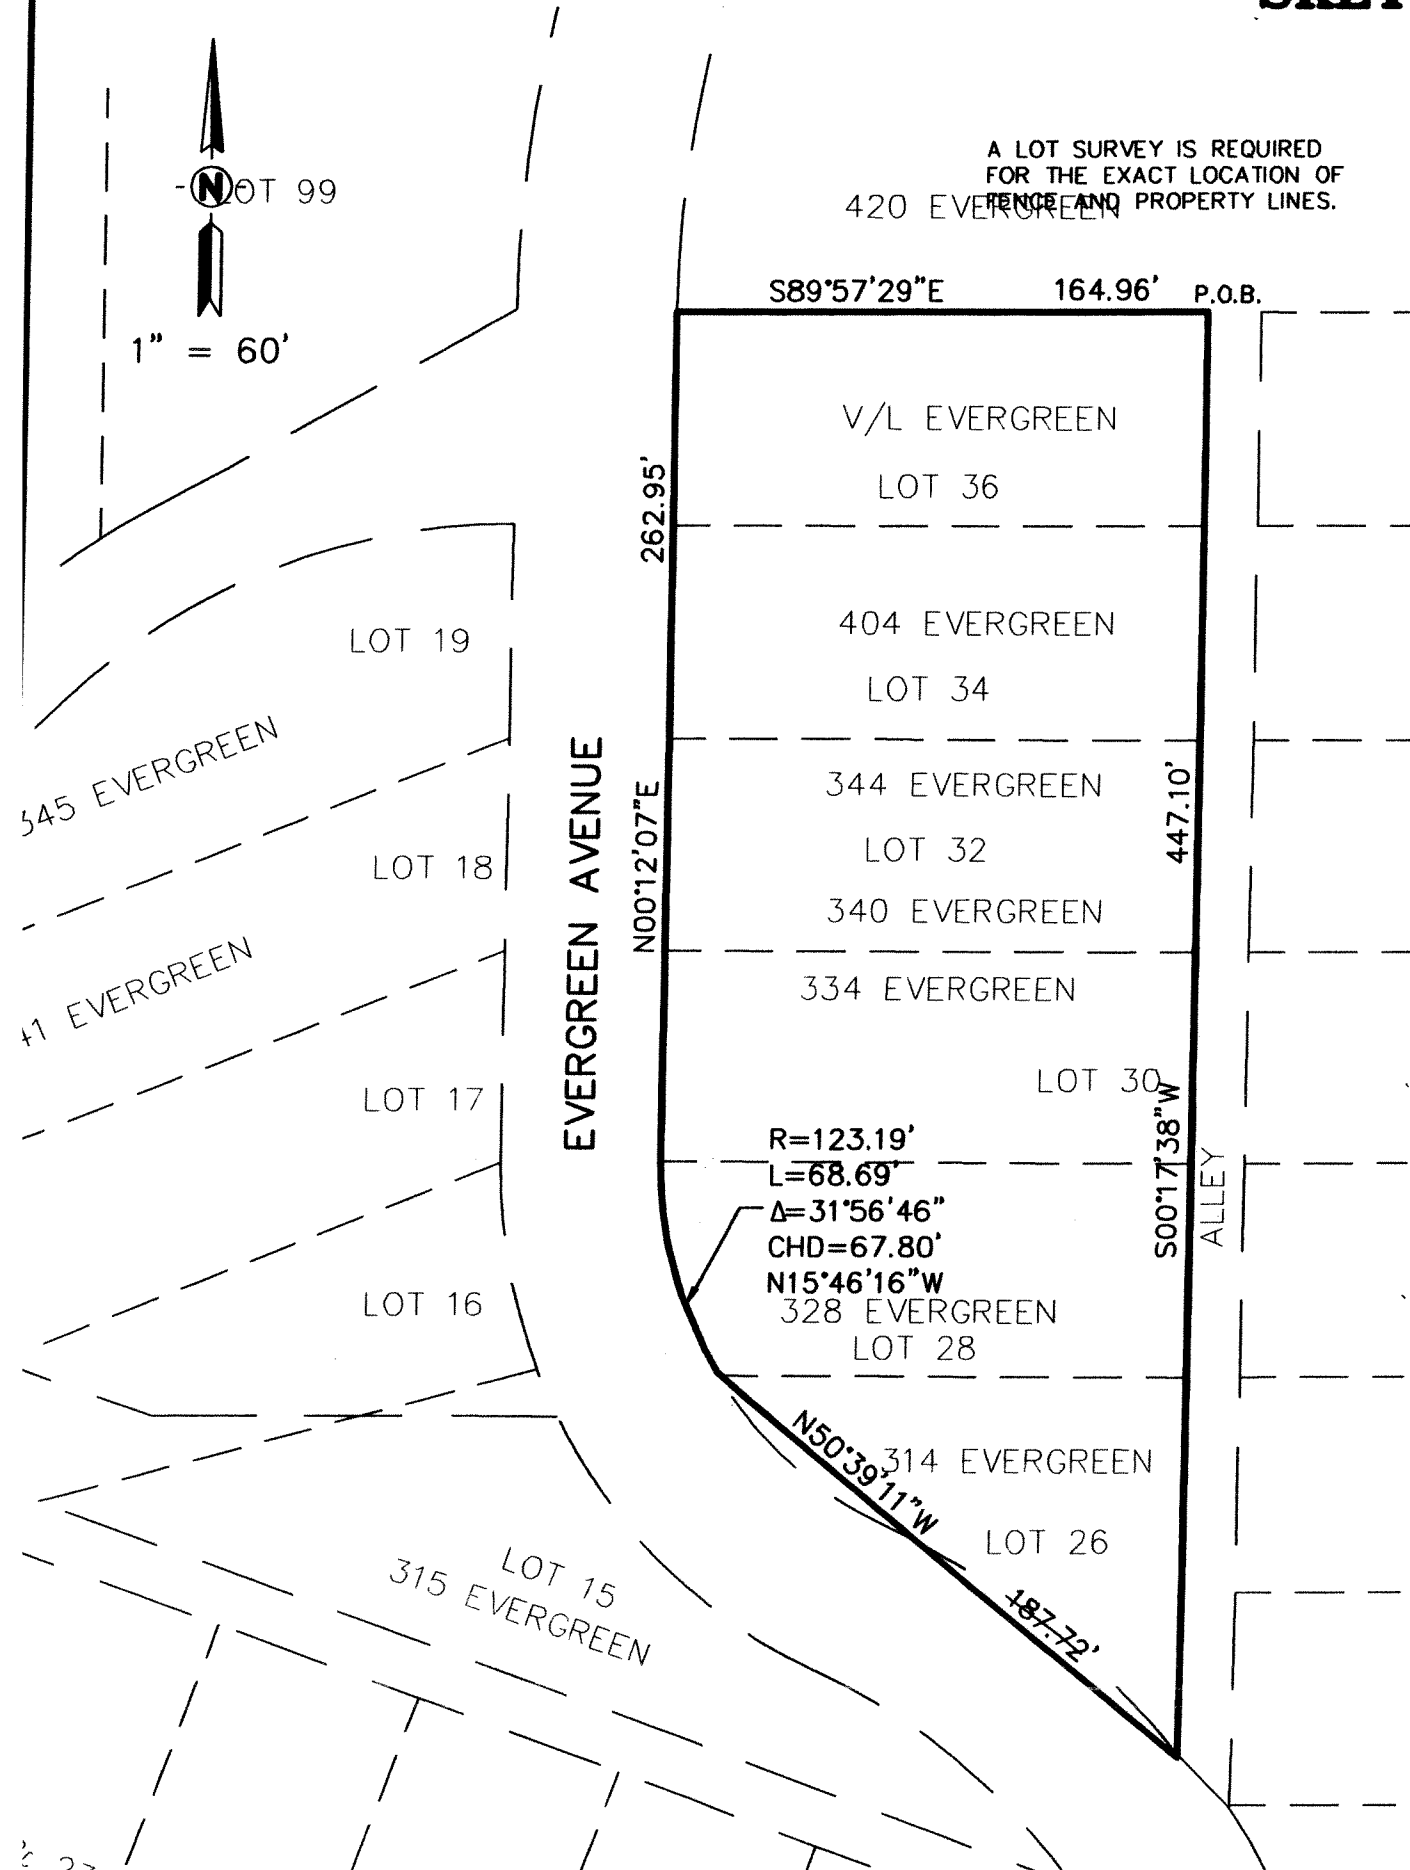 A LOT SURVEY IS REQUIRED
FOR THE EXACT LOCATION OF
FENCE AND PROPERTY LINES.
N
LOT 99
420 EVERGREEN
1" = 60'
S89°57'29"E 164.96' P.O.B.
V/L EVERGREEN
LOT 36
262.95'
404 EVERGREEN
LOT 34
LOT 19
345 EVERGREEN
344 EVERGREEN
LOT 32
340 EVERGREEN
447.10'
N00°12'07"E
EVERGREEN AVENUE
LOT 18
EVERGREEN
334 EVERGREEN
LOT 30
LOT 17
S00°17'38"W
ALLEY
R=123.19'
L=68.69'
Δ=31°56'46"
CHD=67.80'
N15°46'16"W
328 EVERGREEN
LOT 28
LOT 16
N50°39'11"W
314 EVERGREEN
LOT 26
187.72'
LOT 15
315 EVERGREEN